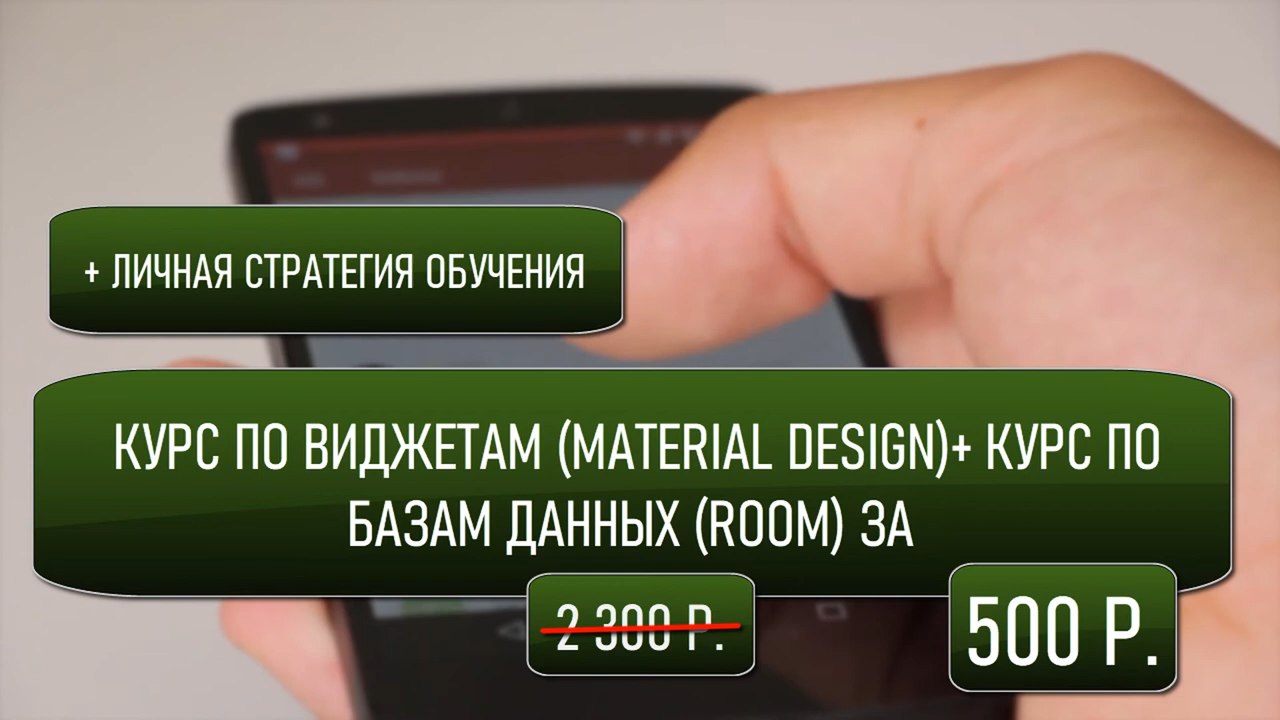 + ЛИЧНАЯ СТРАТЕГИЯ ОБУЧЕНИЯ
КУРС ПО ВИДЖЕТАМ (MATERIAL DESIGN)+ КУРС ПО
БАЗАМ ДАННЫХ (ROOM) ЗА
2 300 Р.
500 Р.